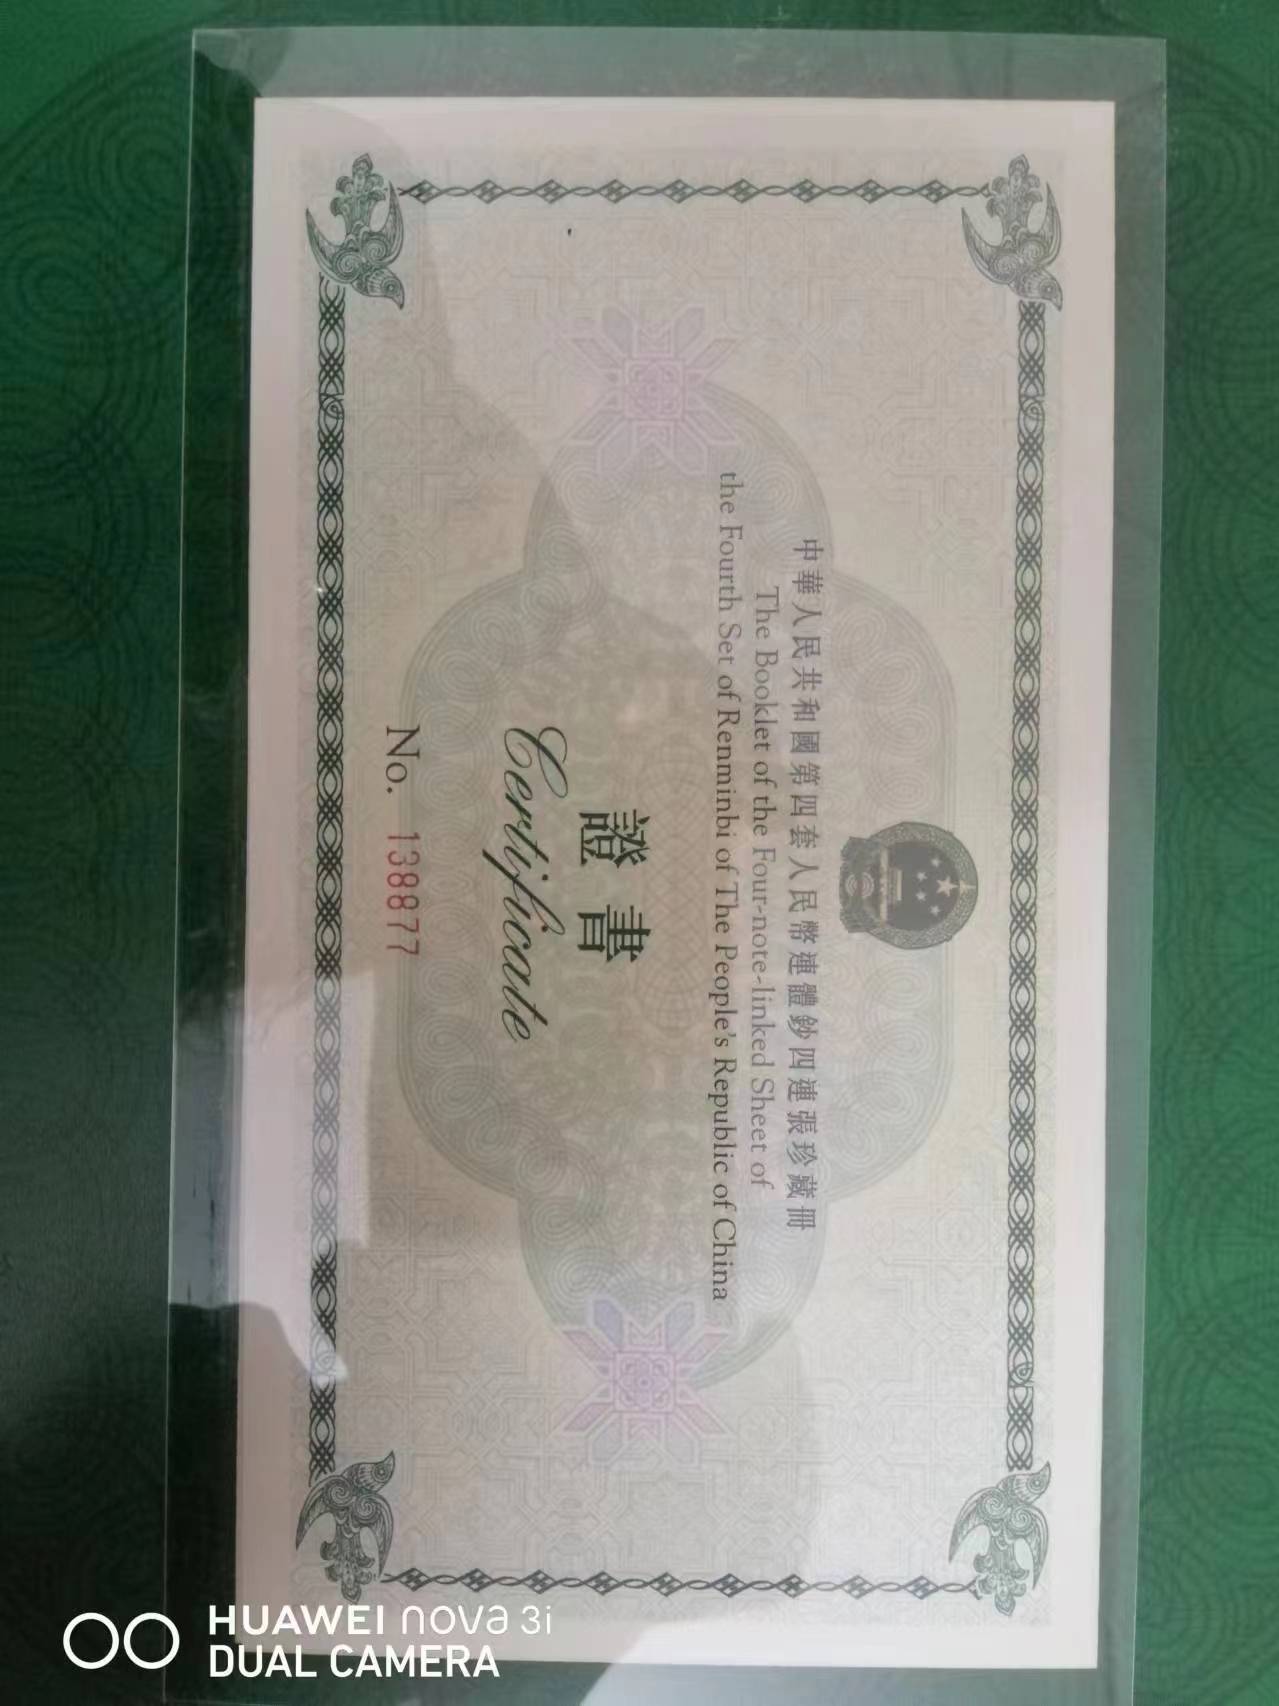 中華人民共和國第四套人民幣連體鈔四連張珍藏冊
The Booklet of the Four-note-linked Sheet of
the Fourth Set of Renminbi of The People's Republic of China
證書
Certificate
No. 138877
HUAWEI nova 3i
DUAL CAMERA